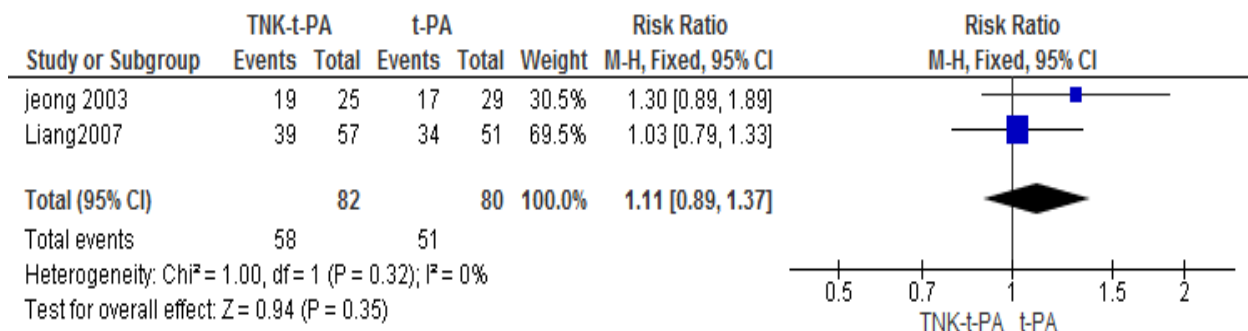 TNK-t-PA t-PA Risk Ratio Risk Ratio
Study or Subgroup Events Total Events Total Weight M-H, Fixed, 95% CI M-H, Fixed, 95% CI
jeong 2003 19 25 17 29 30.5% 1.30 [0.89, 1.89]
Liang2007 39 57 34 51 69.5% 1.03 [0.79, 1.33]
Total (95% CI) 82 80 100.0% 1.11 [0.89, 1.37]
Total events 58 51
Heterogeneity: Chi² = 1.00, df = 1 (P = 0.32); I² = 0%
Test for overall effect: Z = 0.94 (P = 0.35)
0.5 0.7 1 1.5 2
TNK-t-PA t-PA